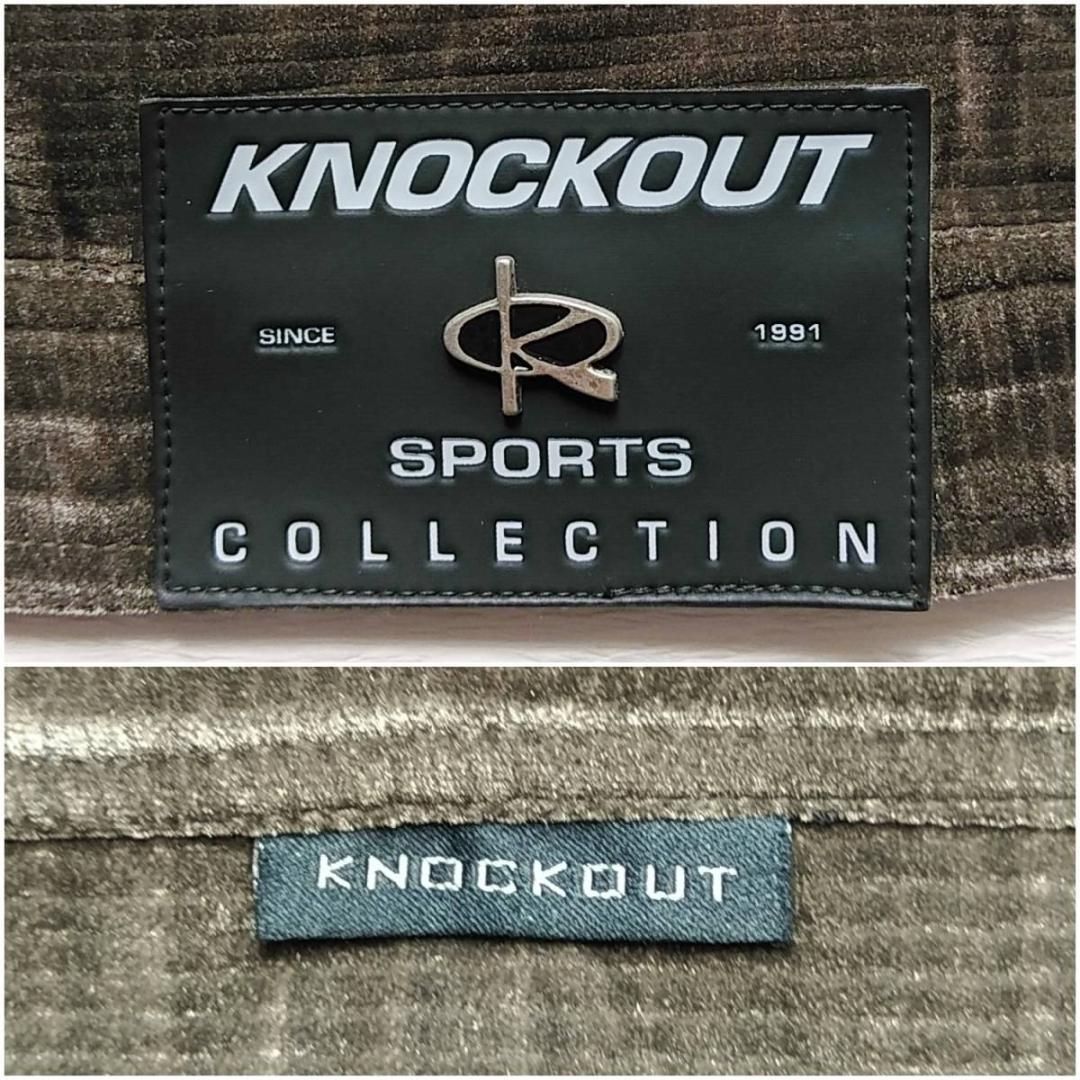 KNOCKOUT
SINCE 1991
SPORTS
COLLECTION
KNOCKOUT